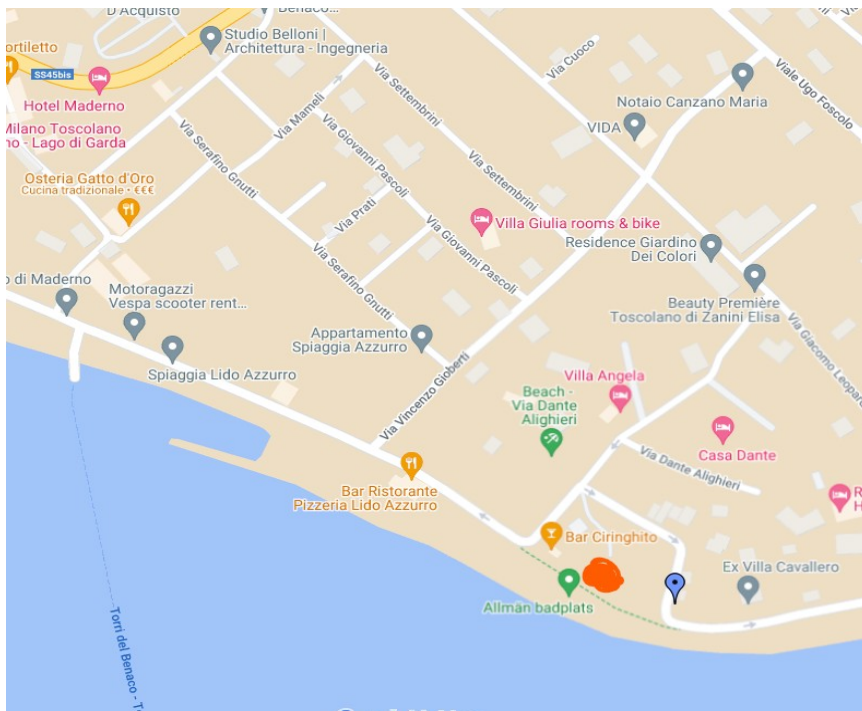 D'Acquisto
Benaco...
Studio Belloni |
Architettura - Ingegneria
SS45bis
Hotel Maderno
Milano Toscolano
no - Lago di Garda
Via Mameli
Via Settembrini
Via Cuoco
Viale Ugo Foscolo
Notaio Canzano Maria
VIDA
Osteria Gatto d'Oro
Cucina tradizionale • €€€
Via Serafino Gnutti
Via Giovanni Pascoli
Via Settembrini
Via Prati
Villa Giulia rooms & bike
Via Giovanni Pascoli
Residence Giardino
Dei Colori
o di Maderno
Motoragazzi
Vespa scooter rent...
Via Serafino Gnutti
Beauty Première
Toscolano di Zanini Elisa
Appartamento
Spiaggia Azzurro
Spiaggia Lido Azzurro
Via Vincenzo Gioberti
Via Giacomo Leopard
Villa Angela
Beach -
Via Dante
Alighieri
Casa Dante
Via Dante Alighieri
Bar Ristorante
Pizzeria Lido Azzurro
R
H
Bar Ciringhito
Ex Villa Cavallero
Allmän badplats
Torri del Benaco - T